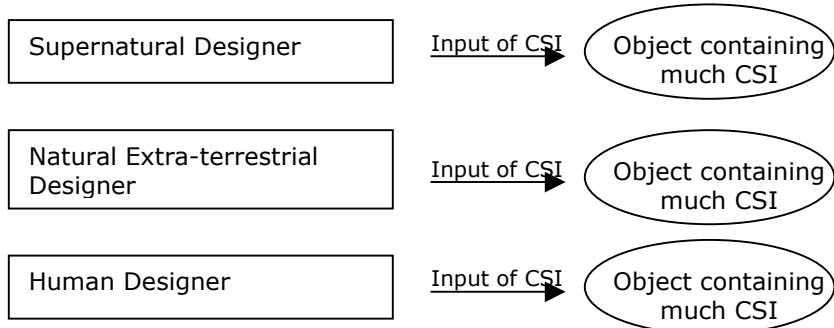 Supernatural Designer
Input of CSI
Object containing
much CSI
Natural Extra-terrestrial
Designer
Input of CSI
Object containing
much CSI
Human Designer
Input of CSI
Object containing
much CSI